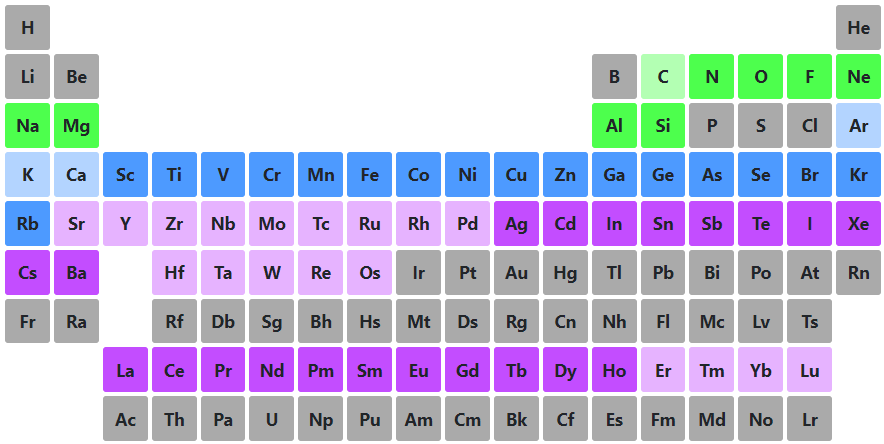 H He
Li Be B C N O F Ne
Na Mg Al Si P S Cl Ar
K Ca Sc Ti V Cr Mn Fe Co Ni Cu Zn Ga Ge As Se Br Kr
Rb Sr Y Zr Nb Mo Tc Ru Rh Pd Ag Cd In Sn Sb Te I Xe
Cs Ba Hf Ta W Re Os Ir Pt Au Hg Tl Pb Bi Po At Rn
Fr Ra Rf Db Sg Bh Hs Mt Ds Rg Cn Nh Fl Mc Lv Ts
La Ce Pr Nd Pm Sm Eu Gd Tb Dy Ho Er Tm Yb Lu
Ac Th Pa U Np Pu Am Cm Bk Cf Es Fm Md No Lr